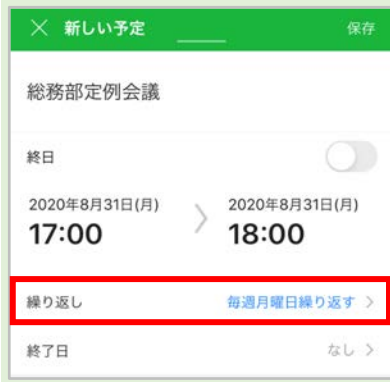 新しい予定 保存
総務部定例会議
終日
2020年8月31日(月) 2020年8月31日(月)
17:00 18:00
繰り返し 毎週月曜日繰り返す
終了日 なし